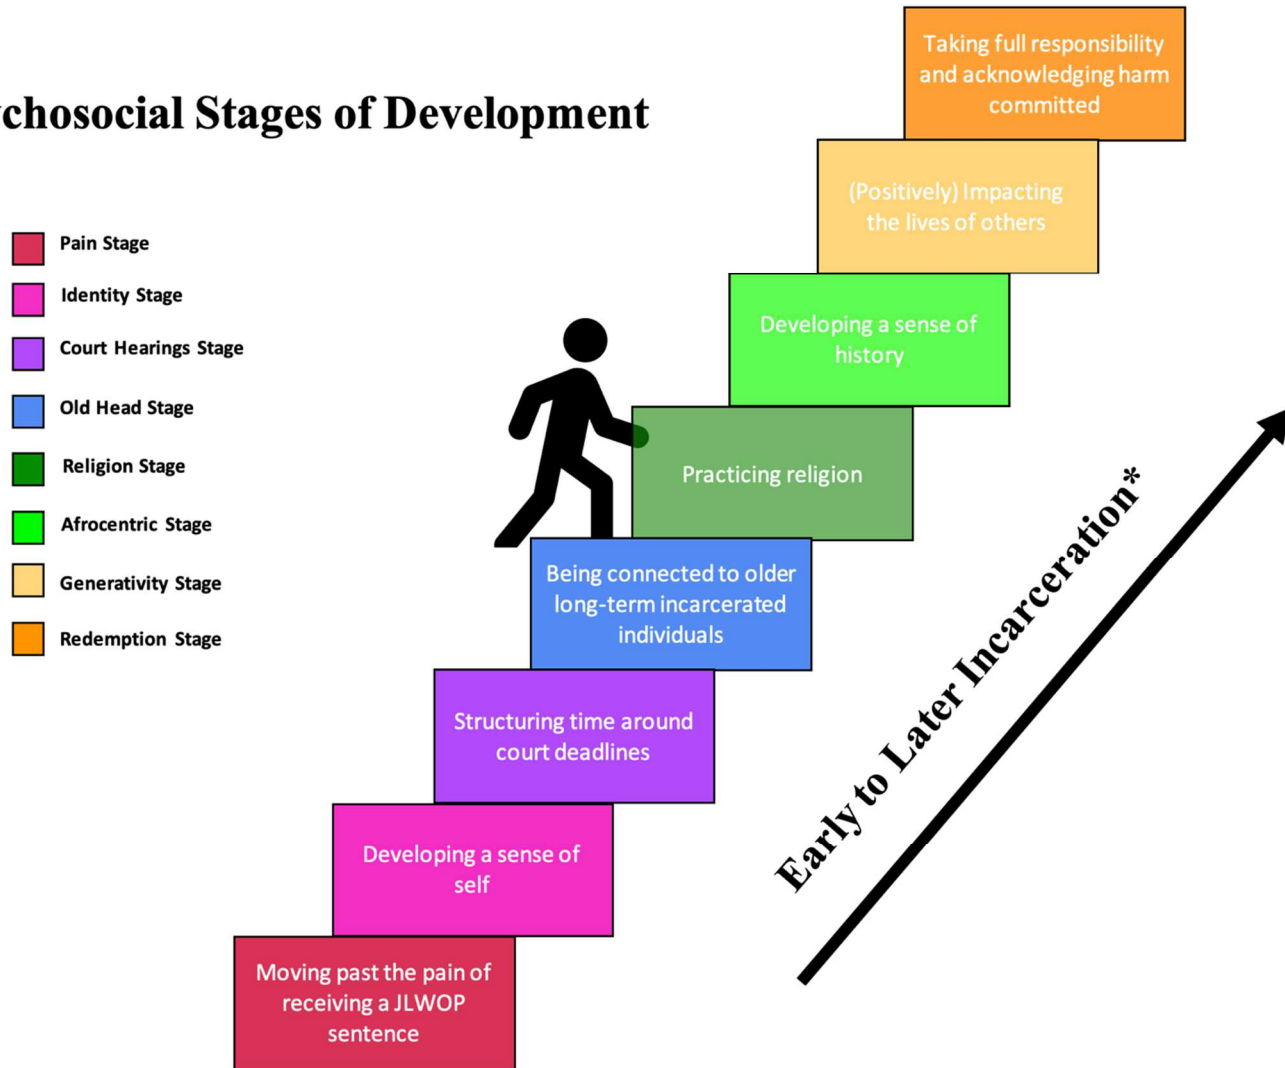 chosocial Stages of Development
Pain Stage
Identity Stage
Court Hearings Stage
Old Head Stage
Religion Stage
Afrocentric Stage
Generativity Stage
Redemption Stage
Taking full responsibility
and acknowledging harm
committed
(Positively) Impacting
the lives of others
Developing a sense of
history
Practicing religion
Being connected to older
long-term incarcerated
individuals
Structuring time around
court deadlines
Developing a sense of
self
Moving past the pain of
receiving a JLWOP
sentence
Early to Later Incarceration*